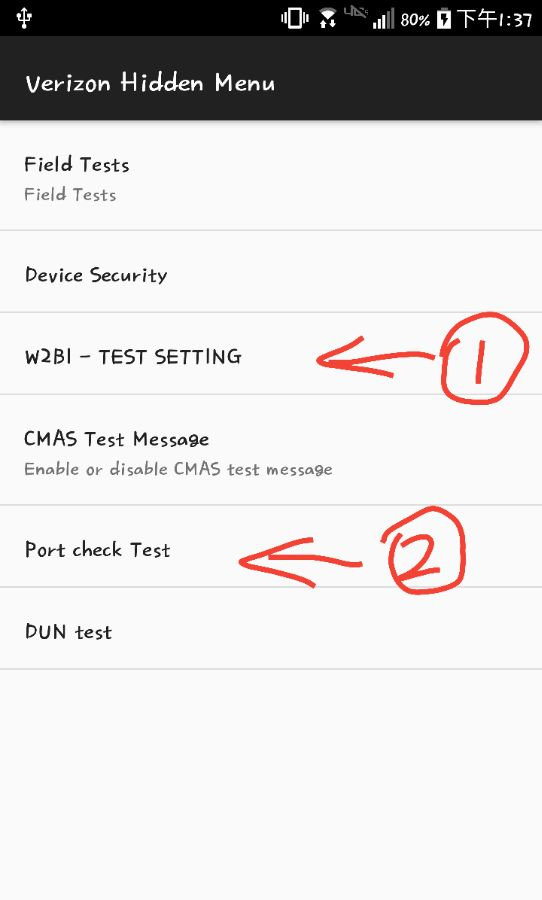 80% 下午1:37
Verizon Hidden Menu
Field Tests
Field Tests
Device Security
W2BI - TEST SETTING
1
CMAS Test Message
Enable or disable CMAS test message
Port check Test
2
DUN test